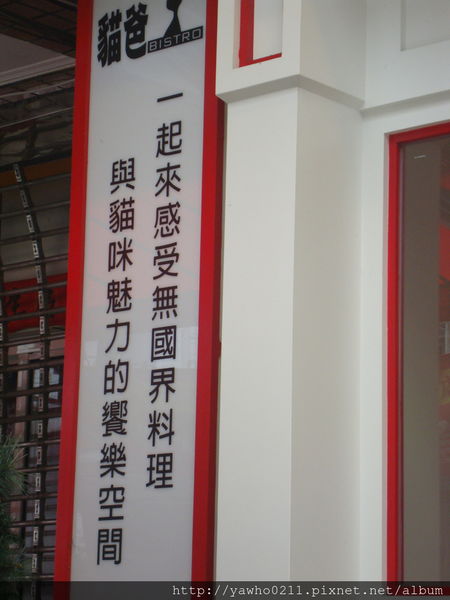 貓爸
BISTRO
一起來感受無國界料理
與貓咪魅力的饗樂空間
http://yawho0211.pixnet.net/album